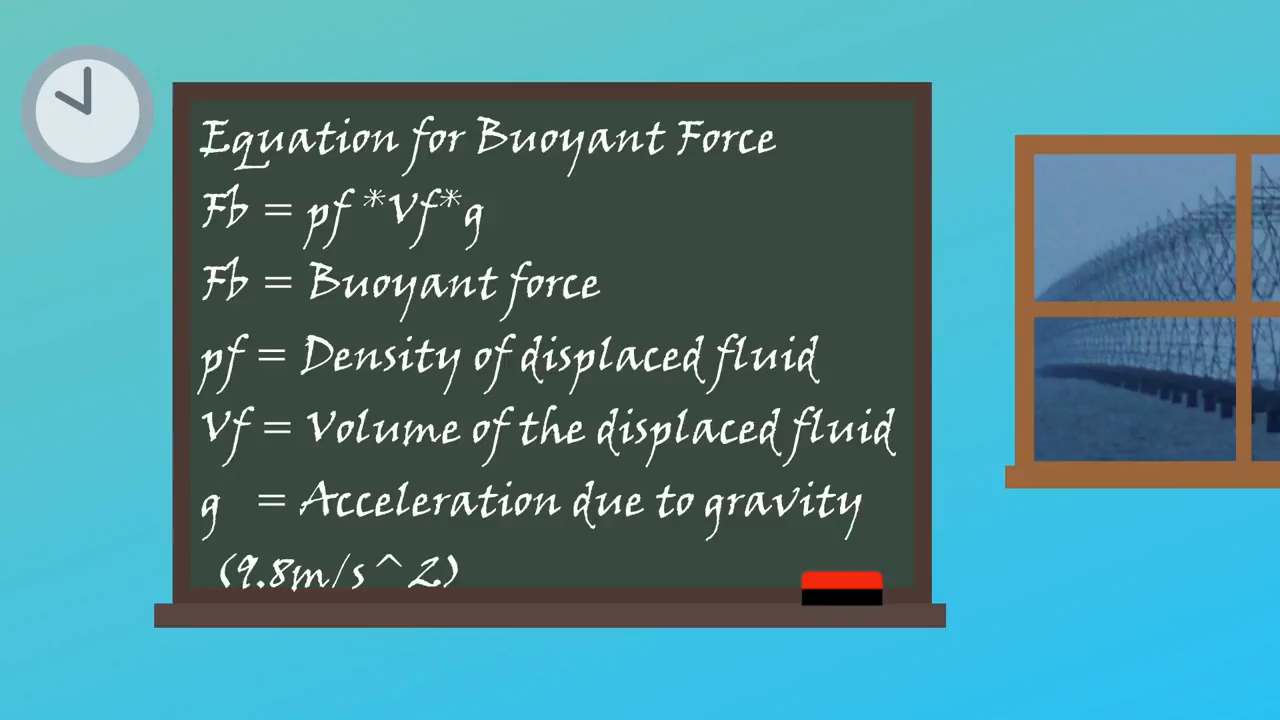 Equation for Buoyant Force
Fb = pf *Vf*g
Fb = Buoyant force
pf = Density of displaced fluid
Vf = Volume of the displaced fluid
g = Acceleration due to gravity
(9.8m/s^2)